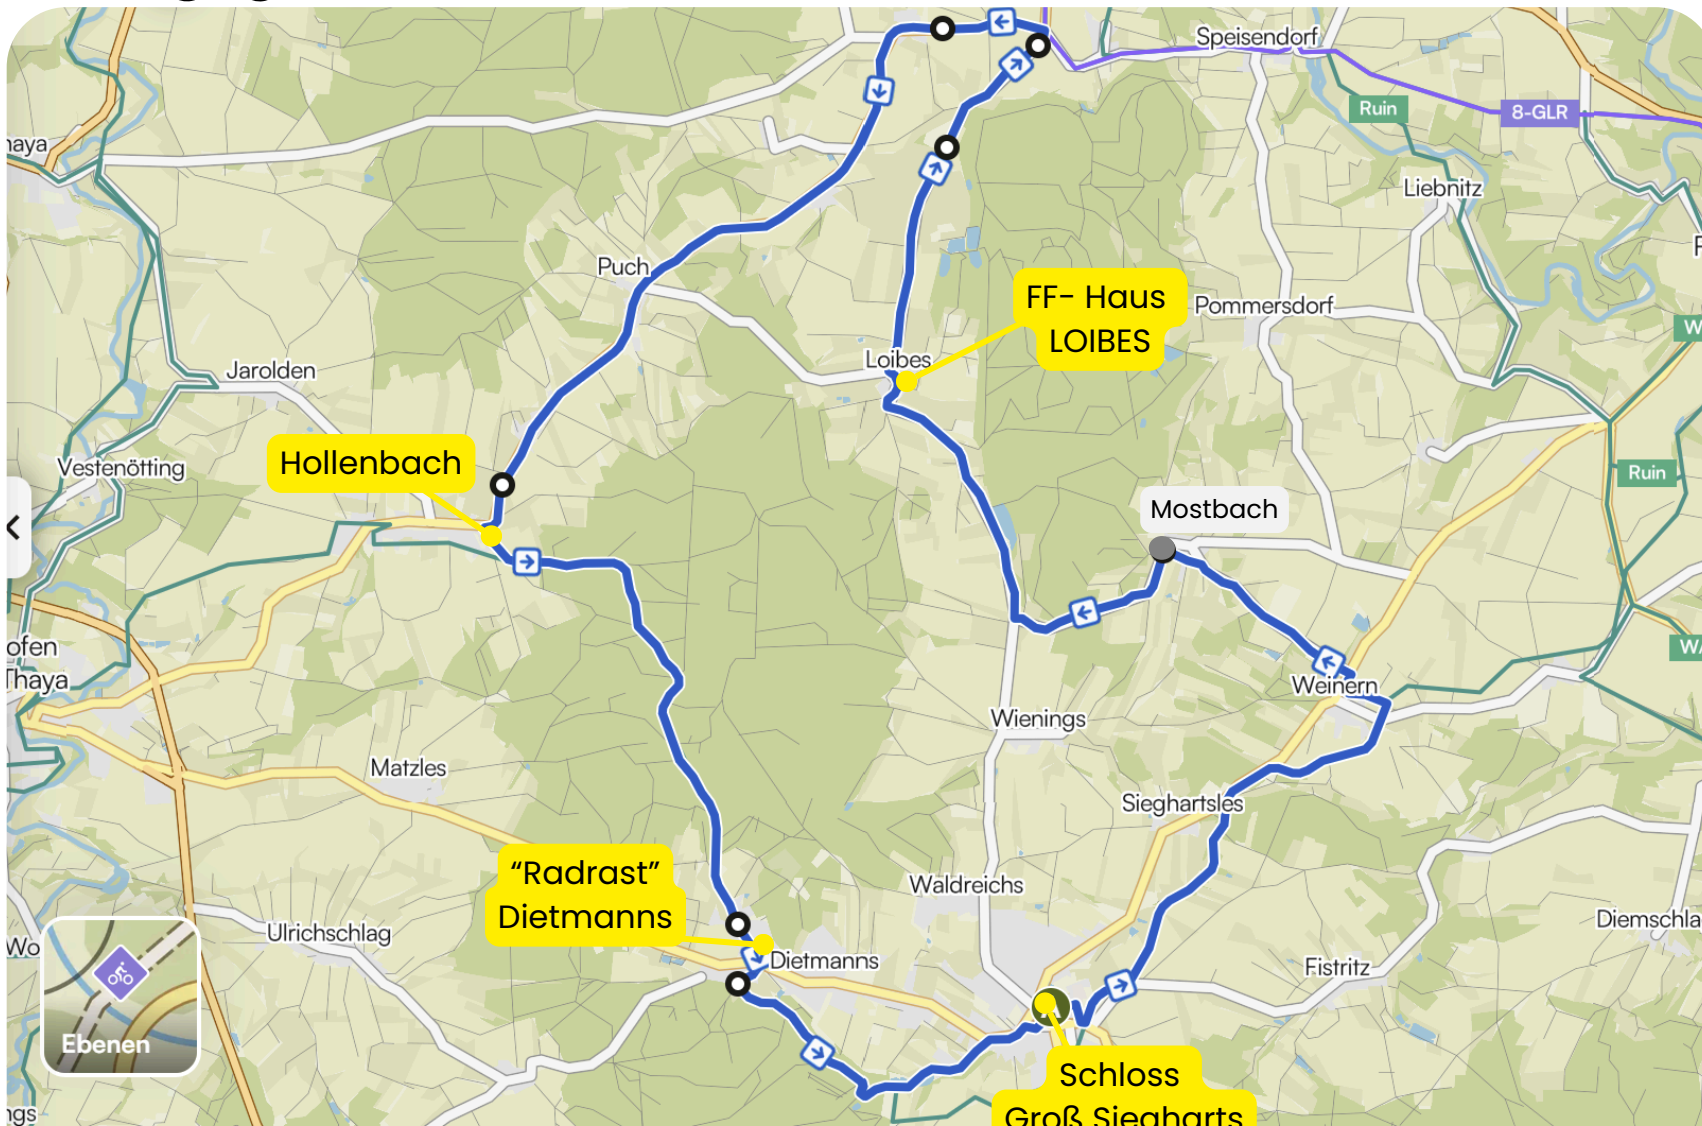 Speisendorf
Ruin
8-GLR
haya
Liebnitz
Puch
FF- Haus
LOIBES
Pommersdorf
Loibes
Jarolden
Hollenbach
Vestenötting
Ruin
Mostbach
ofen
Thaya
Weinern
Wienings
Matzles
Sieghartsles
"Radrast"
Dietmanns
Waldreichs
Ulrichschlag
Diemschla
Wo
Dietmanns
Fistritz
Ebenen
Schloss
Groß Siegharts
ngs